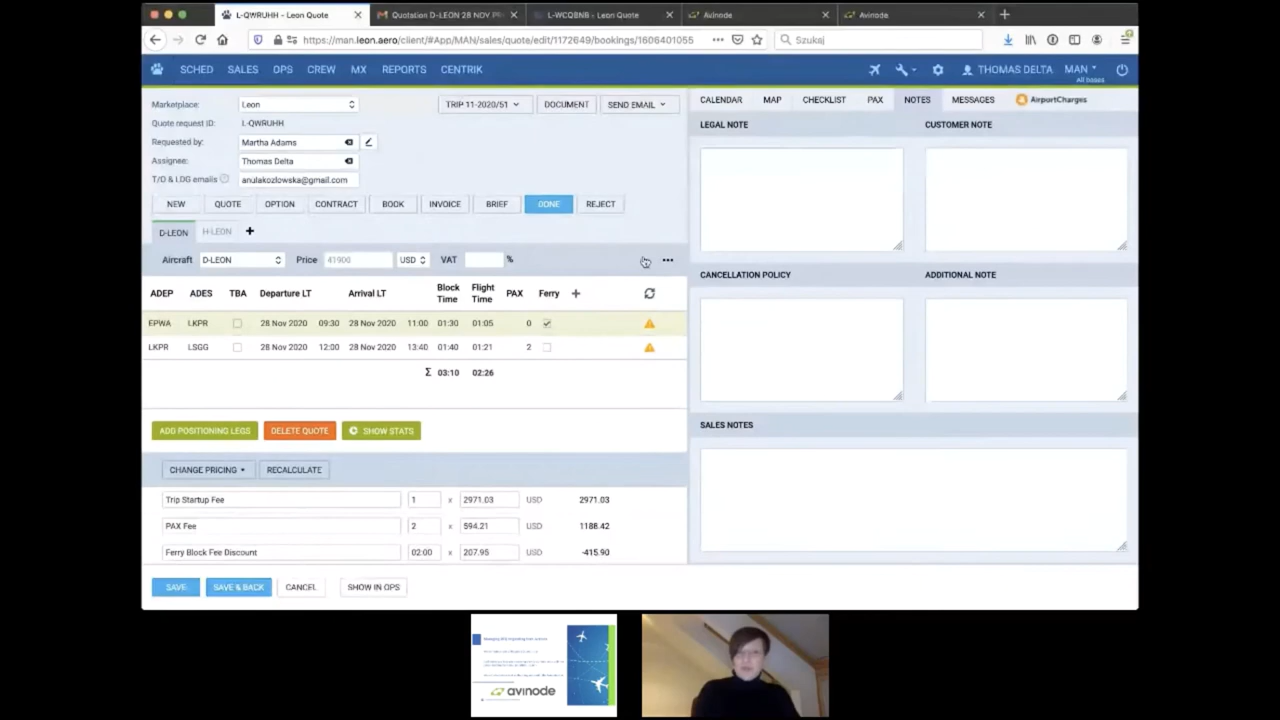 L-QWRUHH - Leon Quote
Quotation D-LEON 28 NOV
L-WCQBNB - Leon Quote
Avinode
Avinode
https://man.leon.aero/client/#App/MAN/sales/quote/edit/1172649/bookings/1606401055
Szukaj
SCHED SALES OPS CREW MX REPORTS CENTRIK
THOMAS DELTA
MAN
All bases
Marketplace: Leon
TRIP 11-2020/51 DOCUMENT SEND EMAIL
Quote request ID: L-QWRUHH
Requested by: Martha Adams
Assignee: Thomas Delta
T/O & LDG emails anulakozlowska@gmail.com
NEW QUOTE OPTION CONTRACT BOOK INVOICE BRIEF DONE REJECT
D-LEON H-LEON +
Aircraft D-LEON Price 41900 USD VAT %
ADEP ADES TBA Departure LT Arrival LT Block Time Flight Time PAX Ferry +
EPWA LKPR 28 Nov 2020 09:30 28 Nov 2020 11:00 01:30 01:05 0
LKPR LSGG 28 Nov 2020 12:00 28 Nov 2020 13:40 01:40 01:21 2
Σ 03:10 02:26
ADD POSITIONING LEGS DELETE QUOTE SHOW STATS
CHANGE PRICING RECALCULATE
Trip Startup Fee 1 x 2971.03 USD 2971.03
PAX Fee 2 x 594.21 USD 1188.42
Ferry Block Fee Discount 02:00 x 207.95 USD -415.90
SAVE SAVE & BACK CANCEL SHOW IN OPS
CALENDAR MAP CHECKLIST PAX NOTES MESSAGES AirportCharges
LEGAL NOTE CUSTOMER NOTE
CANCELLATION POLICY ADDITIONAL NOTE
SALES NOTES
avinode